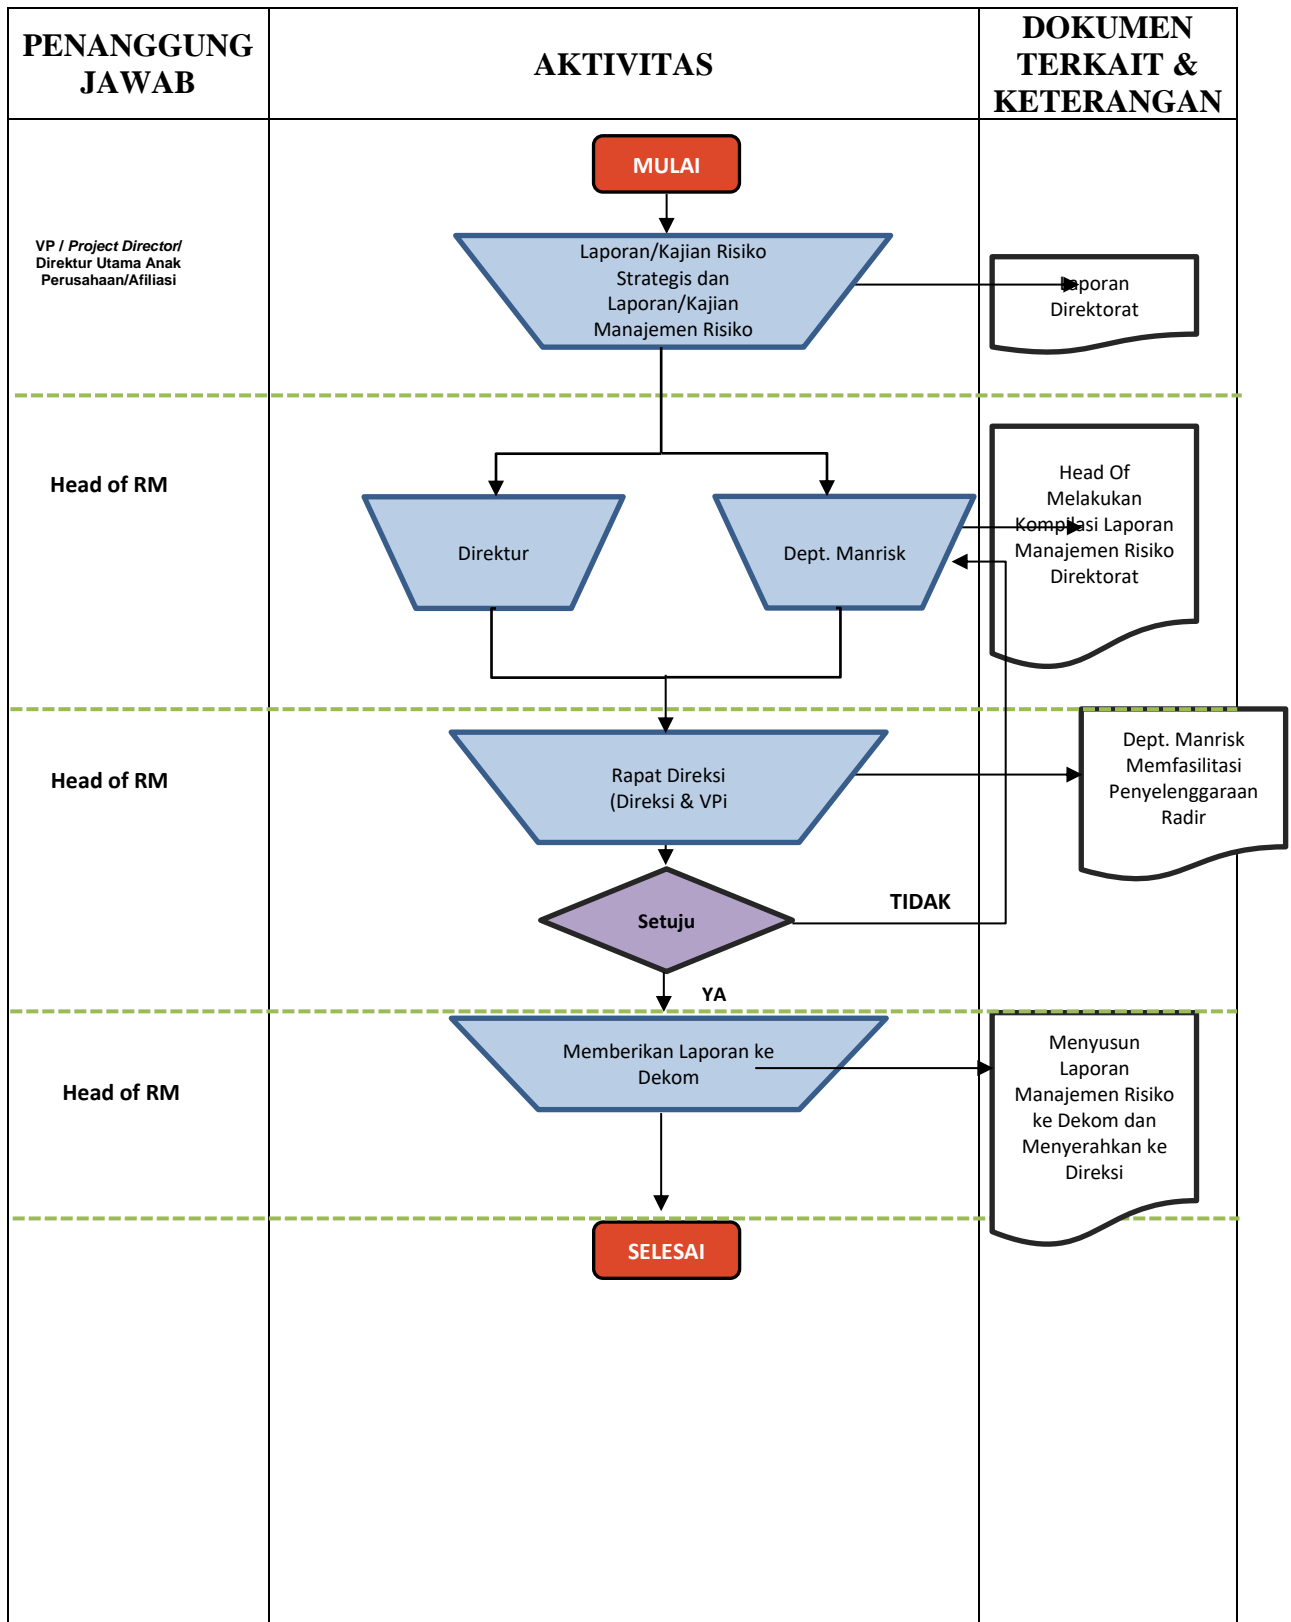 PENANGGUNG
JAWAB
AKTIVITAS
DOKUMEN
TERKAIT &
KETERANGAN
MULAI
VP / Project Director/
Direktur Utama Anak
Perusahaan/Afiliasi
Laporan/Kajian Risiko
Strategis dan
Laporan/Kajian
Manajemen Risiko
Laporan
Direktorat
Head of RM
Direktur
Dept. Manrisk
Head Of
Melakukan
Kompilasi Laporan
Manajemen Risiko
Direktorat
Head of RM
Rapat Direksi
(Direksi & VPi
Dept. Manrisk
Memfasilitasi
Penyelenggaraan
Radir
Setuju
TIDAK
YA
Head of RM
Memberikan Laporan ke
Dekom
Menyusun
Laporan
Manajemen Risiko
ke Dekom dan
Menyerahkan ke
Direksi
SELESAI